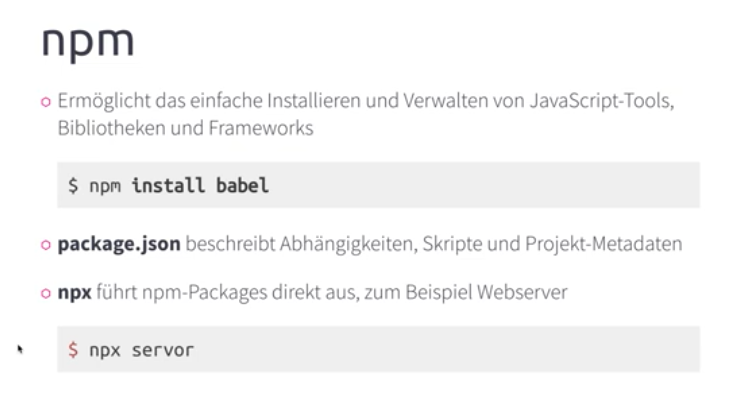 npm
Ermöglicht das einfache Installieren und Verwalten von JavaScript-Tools,
Bibliotheken und Frameworks
$ npm install babel
package.json beschreibt Abhängigkeiten, Skripte und Projekt-Metadaten
npx führt npm-Packages direkt aus, zum Beispiel Webserver
$ npx servor